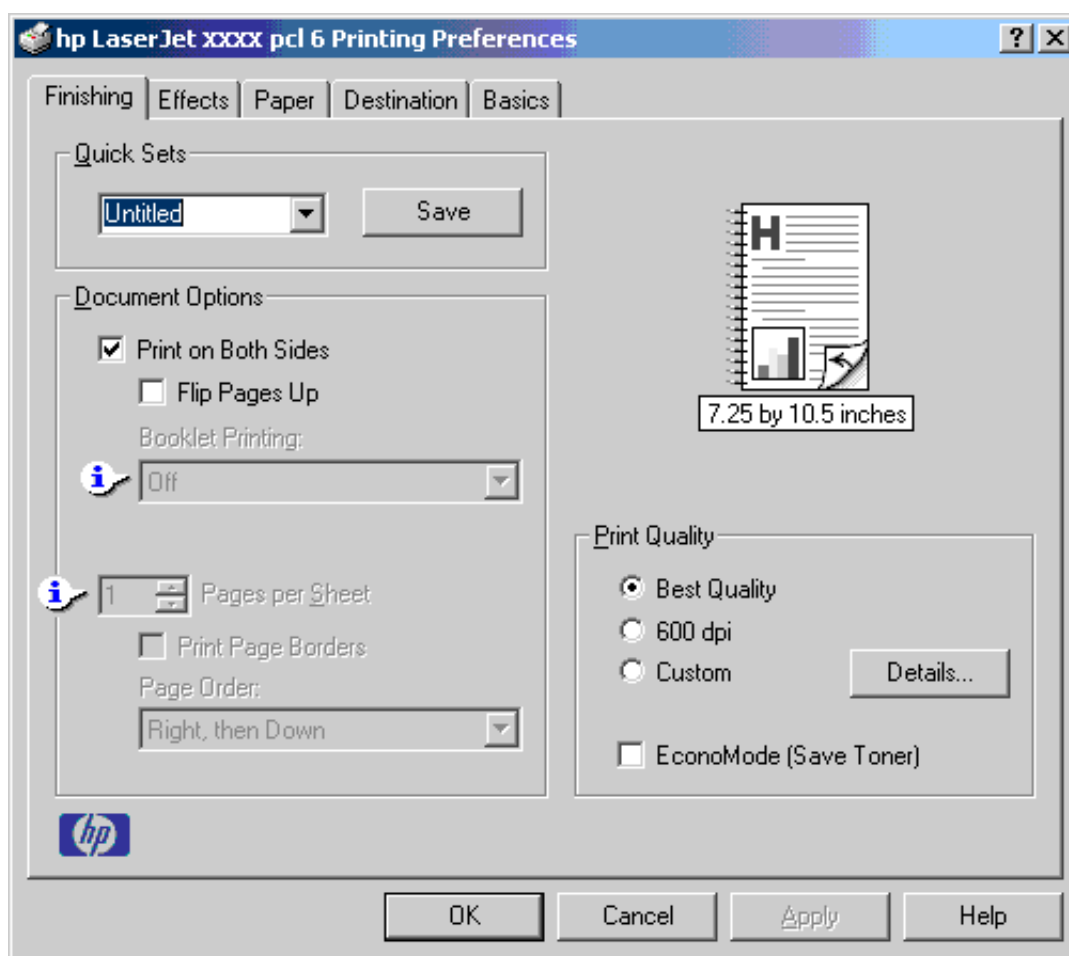 hp LaserJet xxxx pcl 6 Printing Preferences
Finishing Effects Paper Destination Basics
Quick Sets
Untitled
Save
Document Options
Print on Both Sides
Flip Pages Up
Booklet Printing:
Off
1 Pages per Sheet
Print Page Borders
Page Order:
Right, then Down
H
7.25 by 10.5 inches
Print Quality
Best Quality
600 dpi
Custom
Details...
EconoMode (Save Toner)
hp
OK Cancel Apply Help